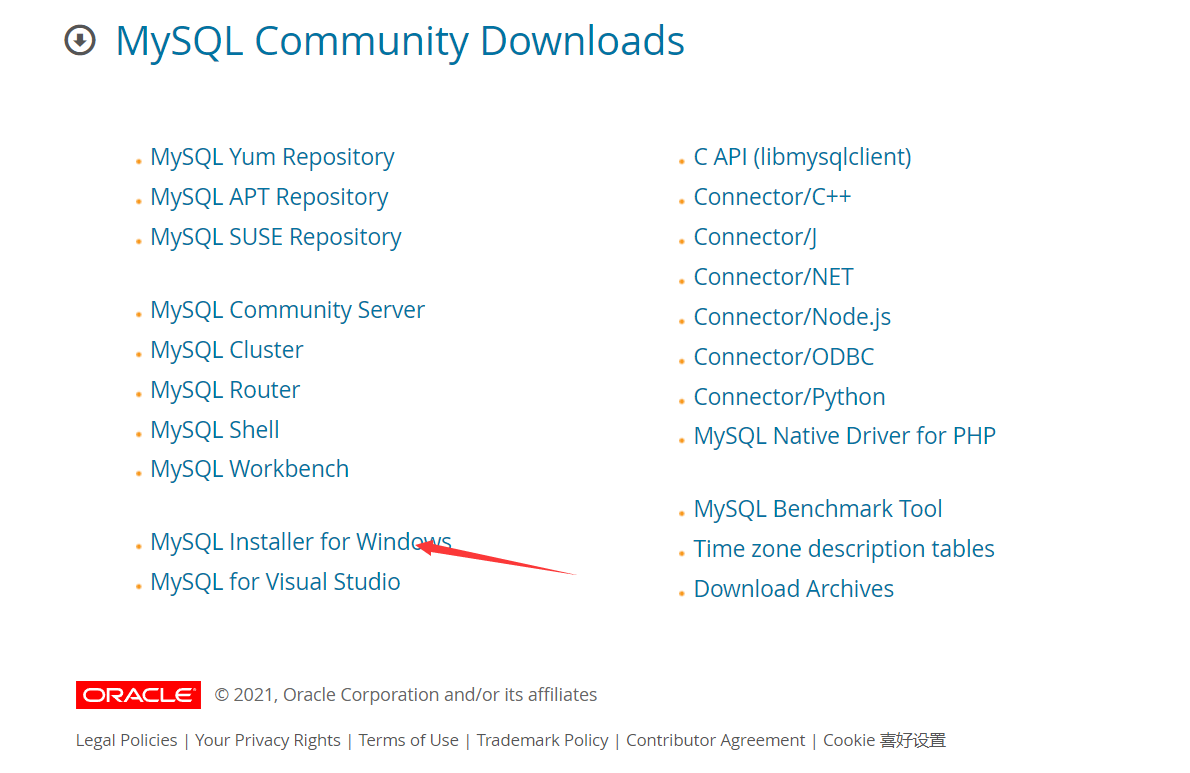 MySQL Community Downloads
MySQL Yum Repository
MySQL APT Repository
MySQL SUSE Repository
MySQL Community Server
MySQL Cluster
MySQL Router
MySQL Shell
MySQL Workbench
MySQL Installer for Windows
MySQL for Visual Studio
C API (libmysqlclient)
Connector/C++
Connector/J
Connector/NET
Connector/Node.js
Connector/ODBC
Connector/Python
MySQL Native Driver for PHP
MySQL Benchmark Tool
Time zone description tables
Download Archives
ORACLE © 2021, Oracle Corporation and/or its affiliates
Legal Policies | Your Privacy Rights | Terms of Use | Trademark Policy | Contributor Agreement | Cookie 喜好设置